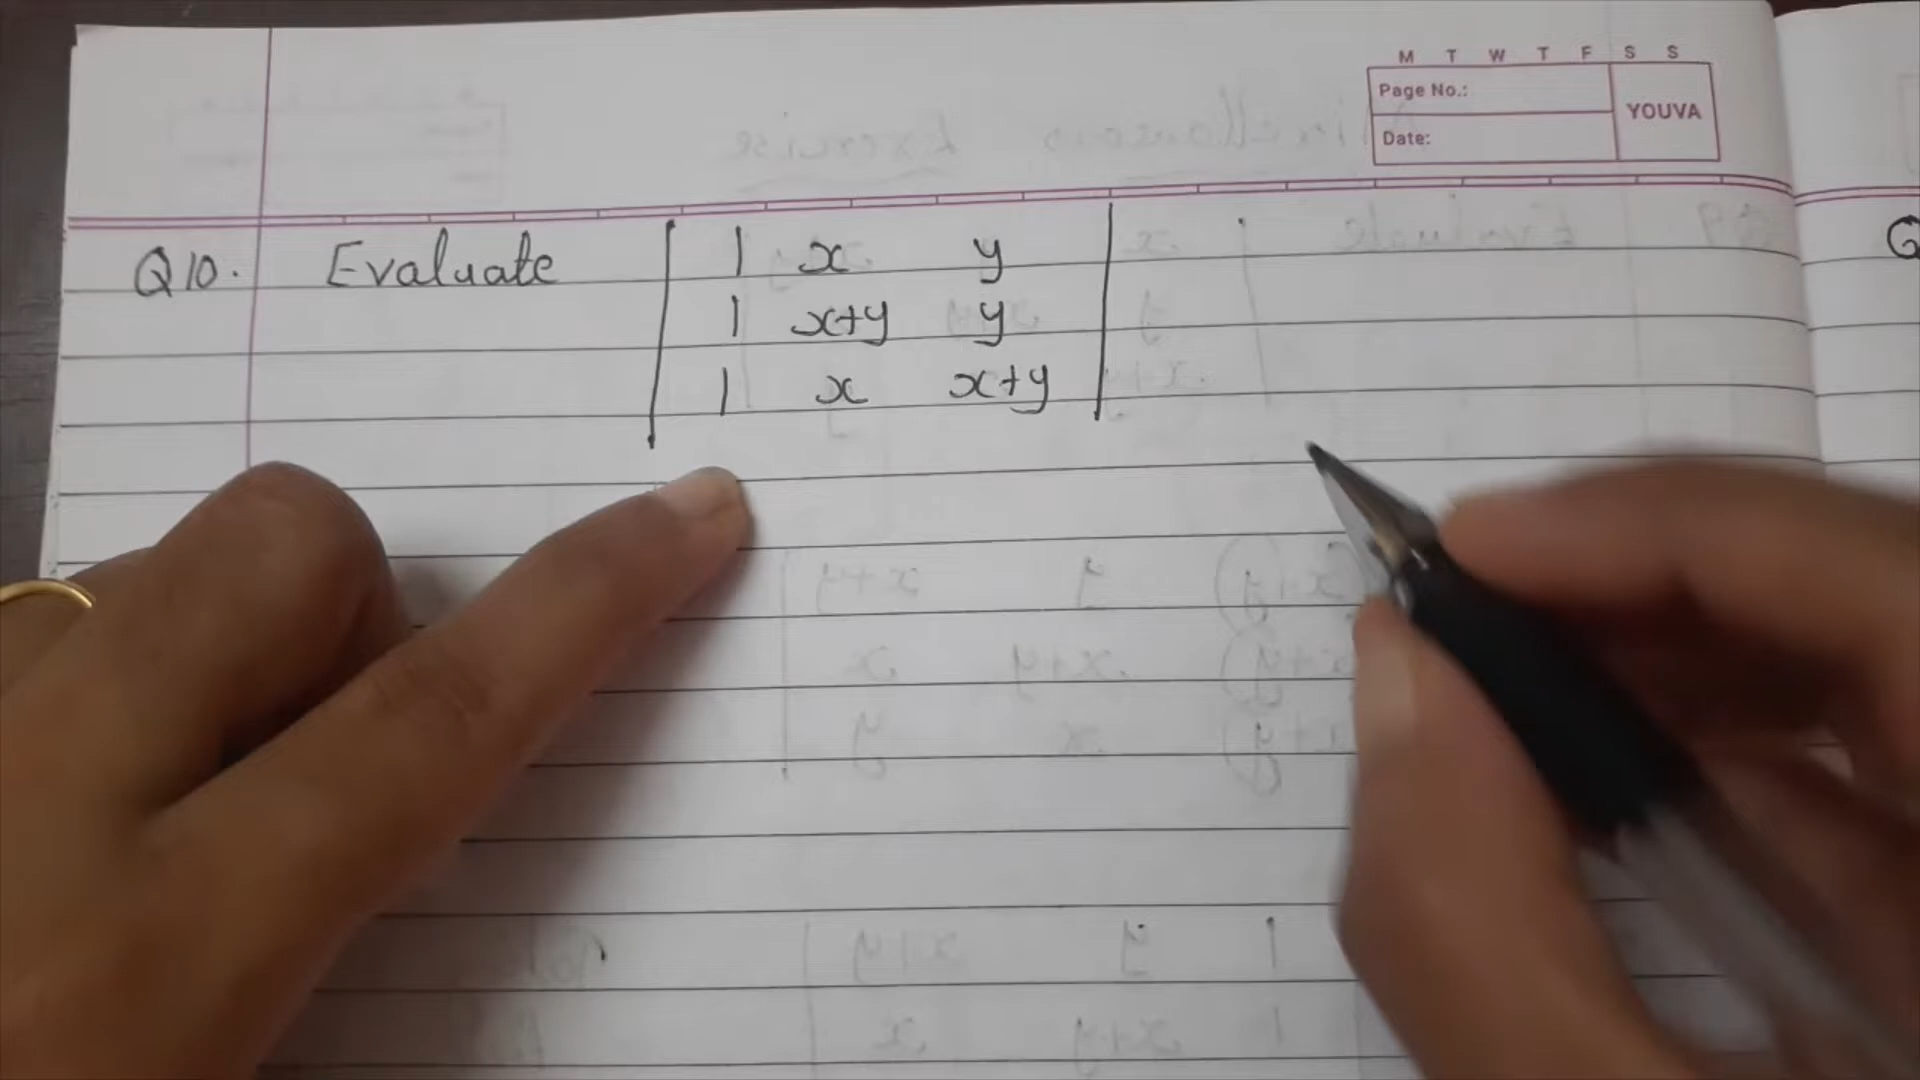 M T W T F S S
Page No.:
YOUVA
Date:
Q10. Evaluate | 1 x y |
1 x+y y
1 x x+y